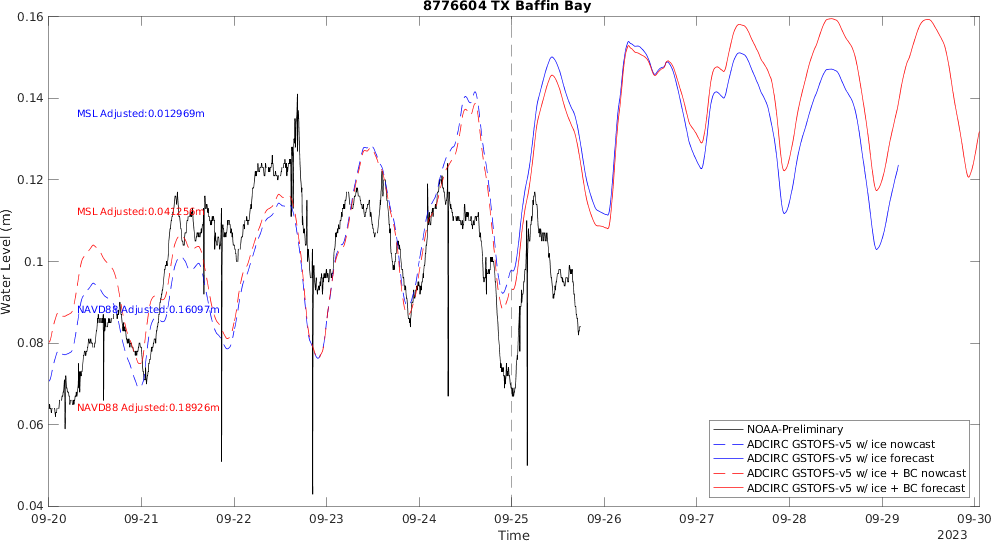 8776604 TX Baffin Bay
0.16
0.14
0.12
0.1
0.08
0.06
0.04
Water Level (m)
MSL Adjusted:0.012969m
MSL Adjusted:0.041256m
NAVD88 Adjusted:0.16097m
NAVD88 Adjusted:0.18926m
NOAA-Preliminary
ADCIRC GSTOFS-v5 w/ ice nowcast
ADCIRC GSTOFS-v5 w/ ice forecast
ADCIRC GSTOFS-v5 w/ ice + BC nowcast
ADCIRC GSTOFS-v5 w/ ice + BC forecast
09-20 09-21 09-22 09-23 09-24 09-25 09-26 09-27 09-28 09-29 09-30
Time
2023